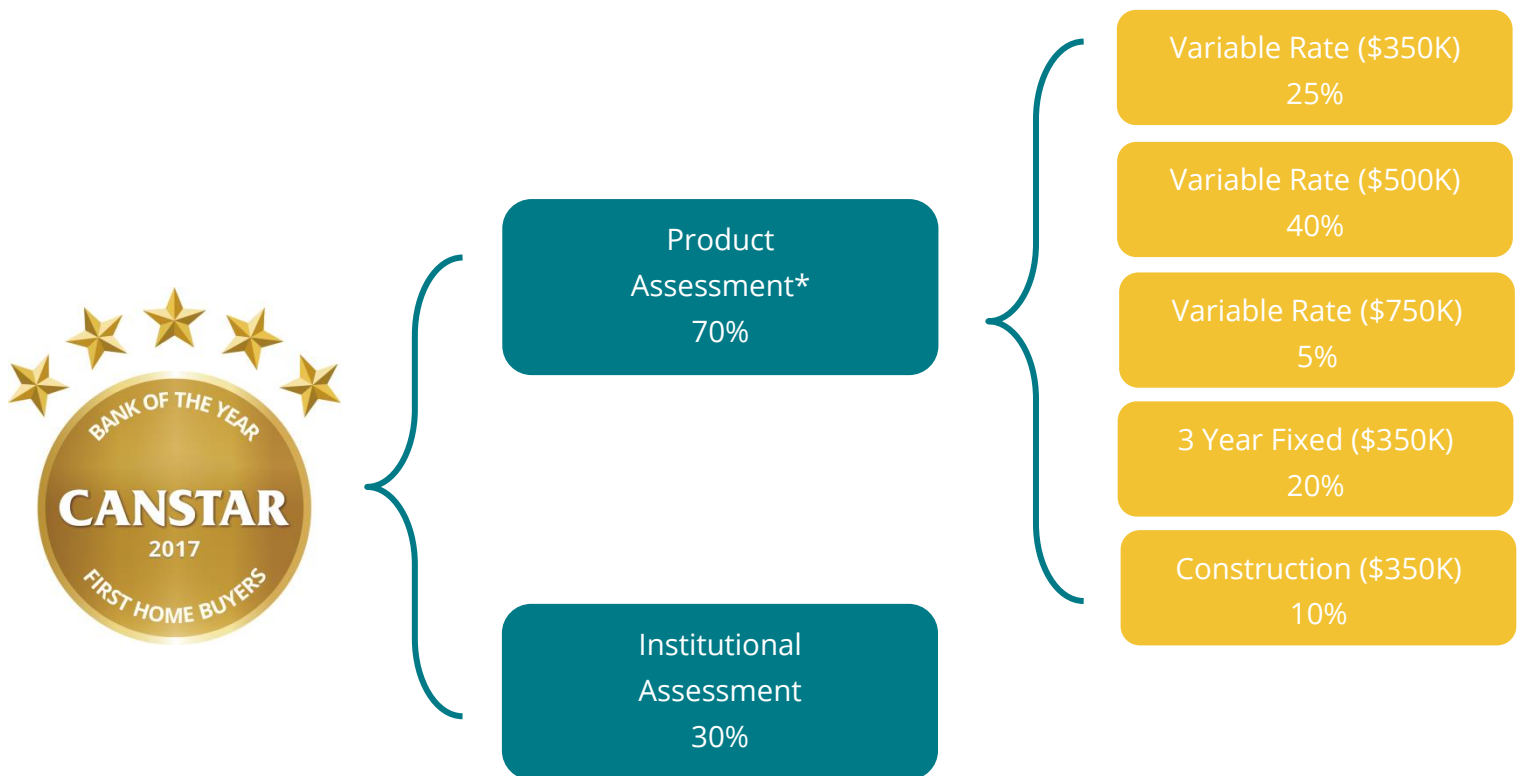 BANK OF THE YEAR
CANSTAR
2017
FIRST HOME BUYERS
Product
Assessment*
70%
Institutional
Assessment
30%
Variable Rate ($350K)
25%
Variable Rate ($500K)
40%
Variable Rate ($750K)
5%
3 Year Fixed ($350K)
20%
Construction ($350K)
10%